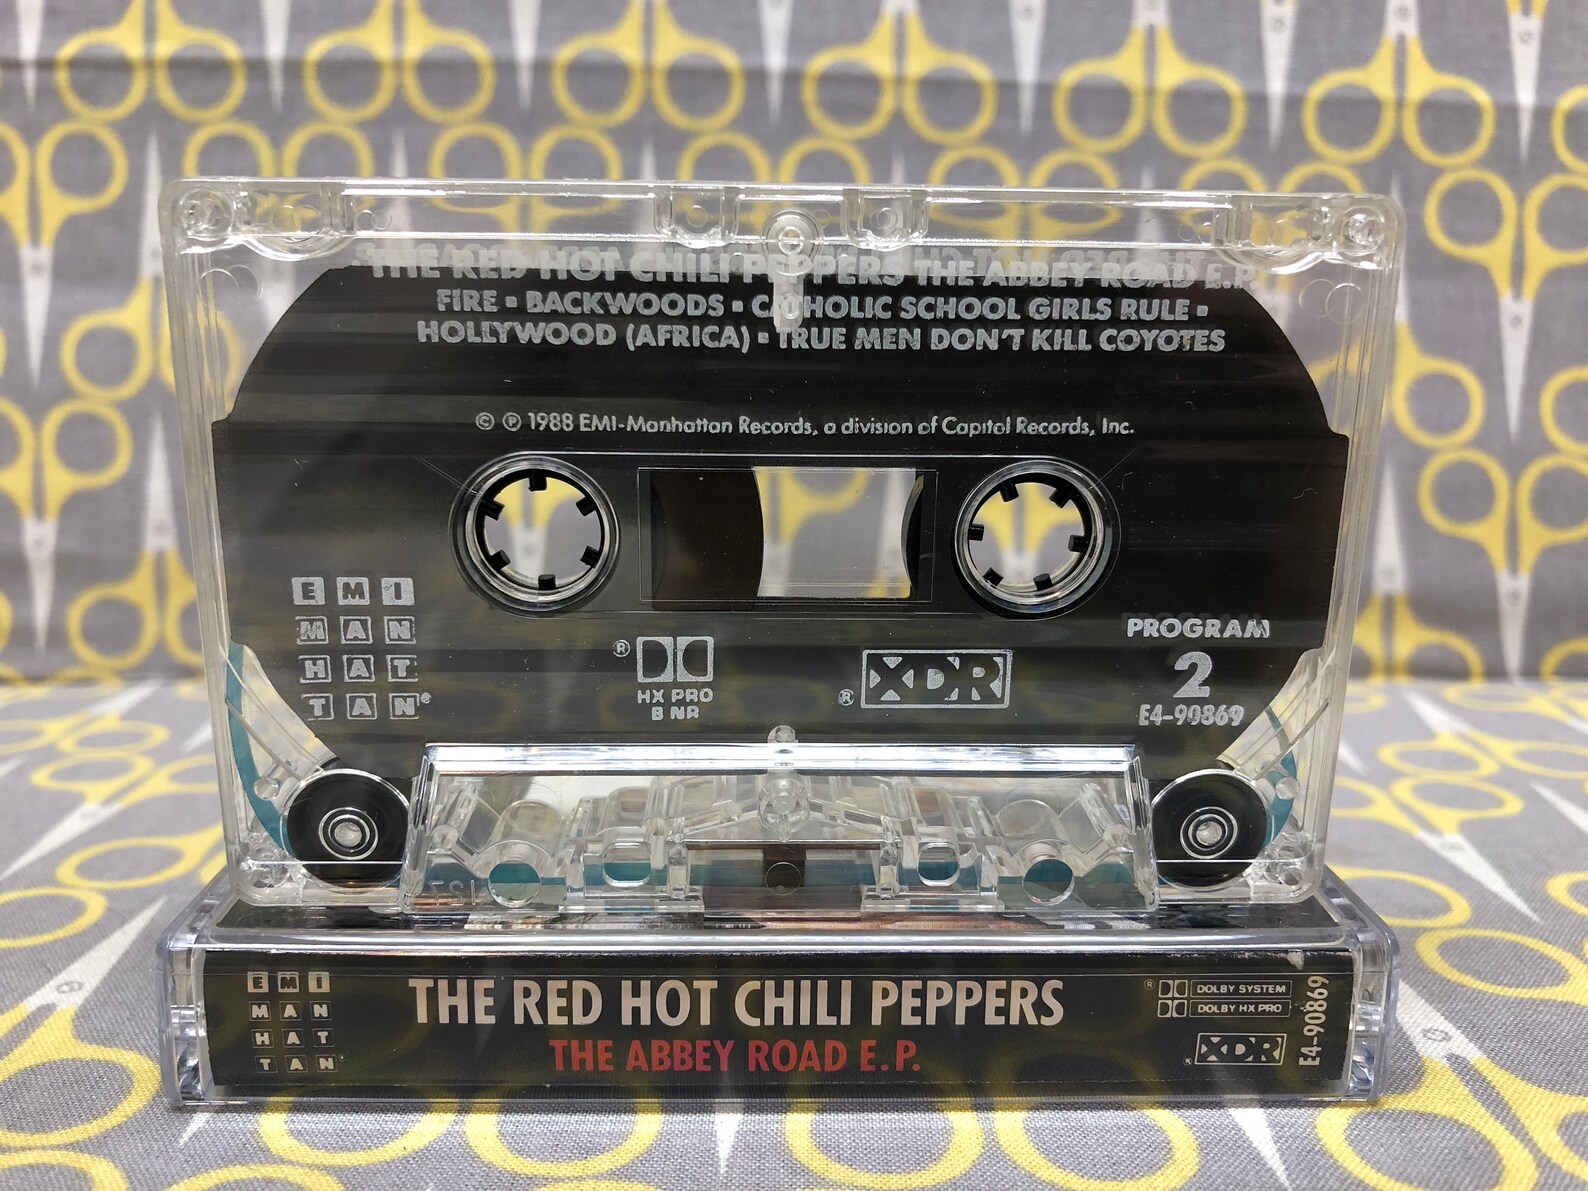 THE RED HOT CHILI PEPPERS THE ABBEY ROAD E.P.
FIRE ▪ BACKWOODS ▪ CATHOLIC SCHOOL GIRLS RULE ▪
HOLLYWOOD (AFRICA) ▪ TRUE MEN DON'T KILL COYOTES
© ℗ 1988 EMI-Manhattan Records, a division of Capitol Records, Inc.
EMI
MAN
HAT
TAN®
® HX PRO
B NR
® XDR
PROGRAM
2
E4-90869
EMI
MAN
HAT
TAN
THE RED HOT CHILI PEPPERS
THE ABBEY ROAD E.P.
® DOLBY SYSTEM
DOLBY HX PRO
® XDR
E4-90869